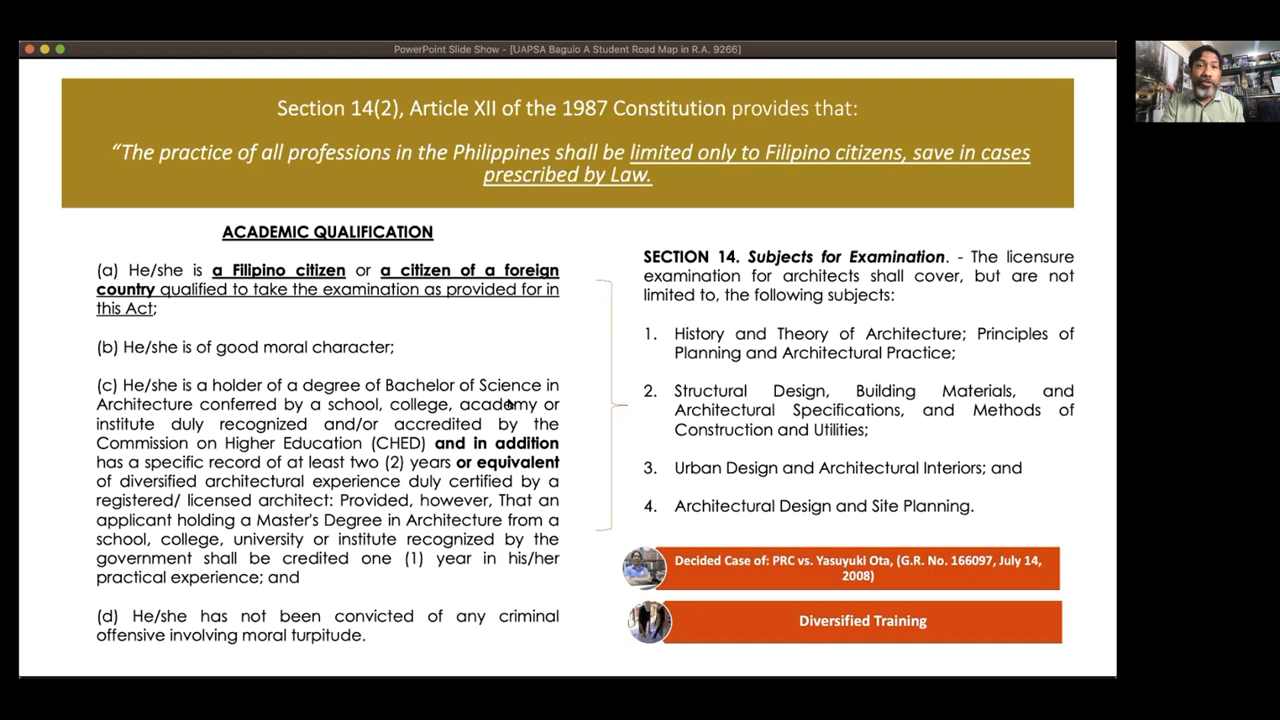 PowerPoint Slide Show - [UAPSA Baguio A Student Road Map in R.A. 9266]
Section 14(2), Article XII of the 1987 Constitution provides that:
“The practice of all professions in the Philippines shall be limited only to Filipino citizens, save in cases
prescribed by Law.
ACADEMIC QUALIFICATION
(a) He/she is a Filipino citizen or a citizen of a foreign
country qualified to take the examination as provided for in
this Act;
(b) He/she is of good moral character;
(c) He/she is a holder of a degree of Bachelor of Science in
Architecture conferred by a school, college, academy or
institute duly recognized and/or accredited by the
Commission on Higher Education (CHED) and in addition
has a specific record of at least two (2) years or equivalent
of diversified architectural experience duly certified by a
registered/ licensed architect: Provided, however, That an
applicant holding a Master's Degree in Architecture from a
school, college, university or institute recognized by the
government shall be credited one (1) year in his/her
practical experience; and
(d) He/she has not been convicted of any criminal
offensive involving moral turpitude.
SECTION 14. Subjects for Examination. - The licensure
examination for architects shall cover, but are not
limited to, the following subjects:
1. History and Theory of Architecture; Principles of
Planning and Architectural Practice;
2. Structural Design, Building Materials, and
Architectural Specifications, and Methods of
Construction and Utilities;
3. Urban Design and Architectural Interiors; and
4. Architectural Design and Site Planning.
Decided Case of: PRC vs. Yasuyuki Ota, (G.R. No. 166097, July 14,
2008)
Diversified Training